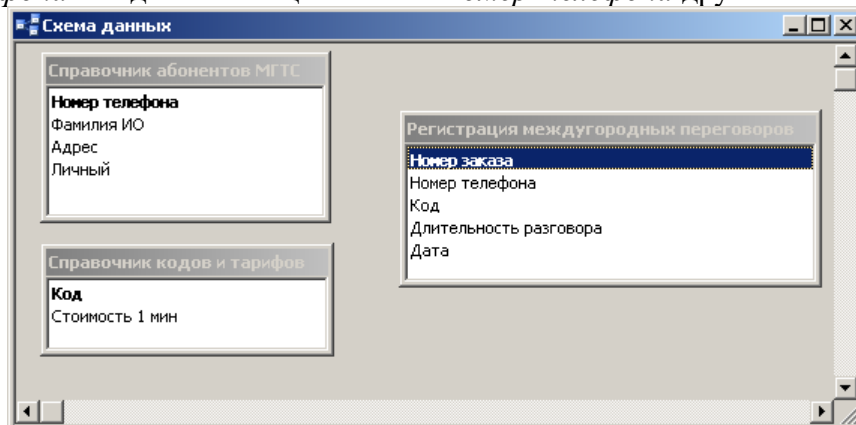 Схема данных
Справочник абонентов МГТС
Номер телефона
Фамилия ИО
Адрес
Личный
Регистрация междугородных переговоров
Номер заказа
Номер телефона
Код
Длительность разговора
Дата
Справочник кодов и тарифов
Код
Стоимость 1 мин